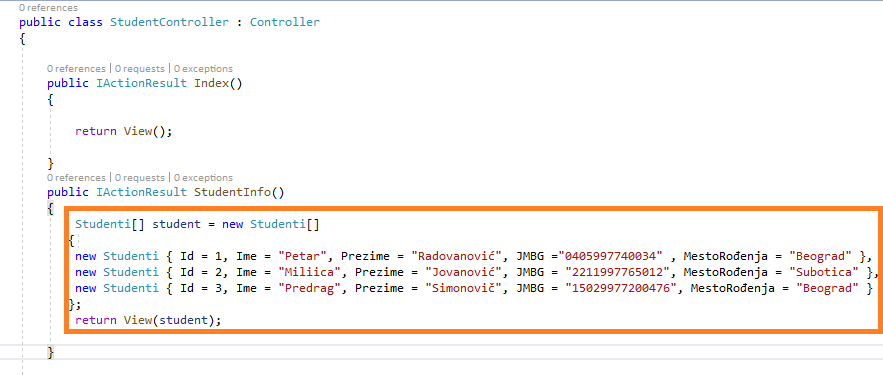 0 references
public class StudentController : Controller
{
0 references | 0 requests | 0 exceptions
public IActionResult Index()
{
return View();
}
0 references | 0 requests | 0 exceptions
public IActionResult StudentInfo()
{
Studenti[] student = new Studenti[]
{
new Studenti { Id = 1, Ime = "Petar", Prezime = "Radovanović", JMBG ="0405997740034" , MestoRođenja = "Beograd" },
new Studenti { Id = 2, Ime = "Miliica", Prezime = "Jovanović", JMBG = "2211997765012", MestoRođenja = "Subotica" },
new Studenti { Id = 3, Ime = "Predrag", Prezime = "Simonovič", JMBG = "15029977200476", MestoRođenja = "Beograd" }
};
return View(student);
}